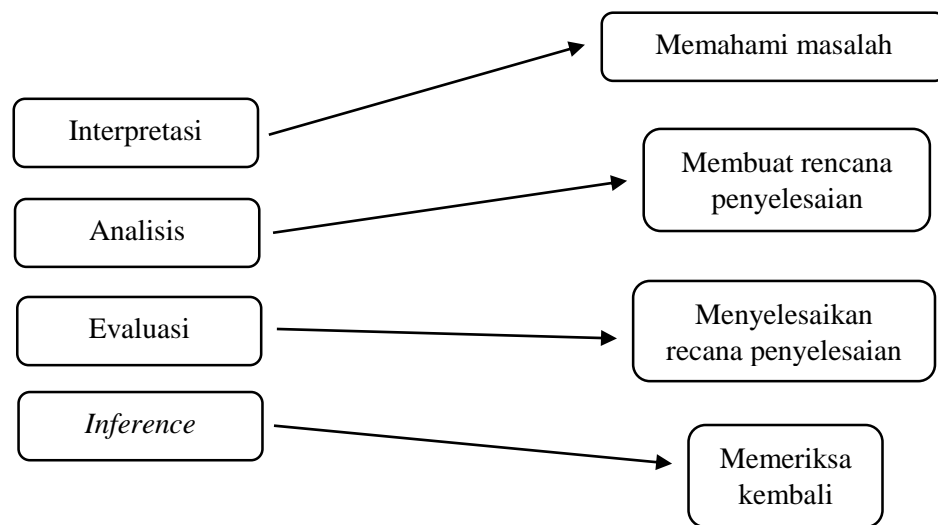 Memahami masalah
Interpretasi
Membuat rencana
penyelesaian
Analisis
Evaluasi
Menyelesaikan
recana penyelesaian
Inference
Memeriksa
kembali